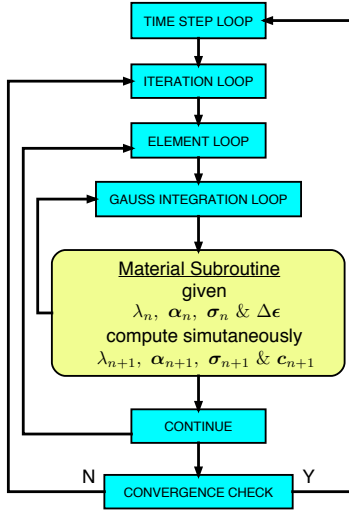 TIME STEP LOOP
ITERATION LOOP
ELEMENT LOOP
GAUSS INTEGRATION LOOP
Material Subroutine
given
λₙ, αₙ, σₙ & Δϵ
compute simutaneously
λₙ₊₁, αₙ₊₁, σₙ₊₁ & cₙ₊₁
CONTINUE
N
Y
CONVERGENCE CHECK